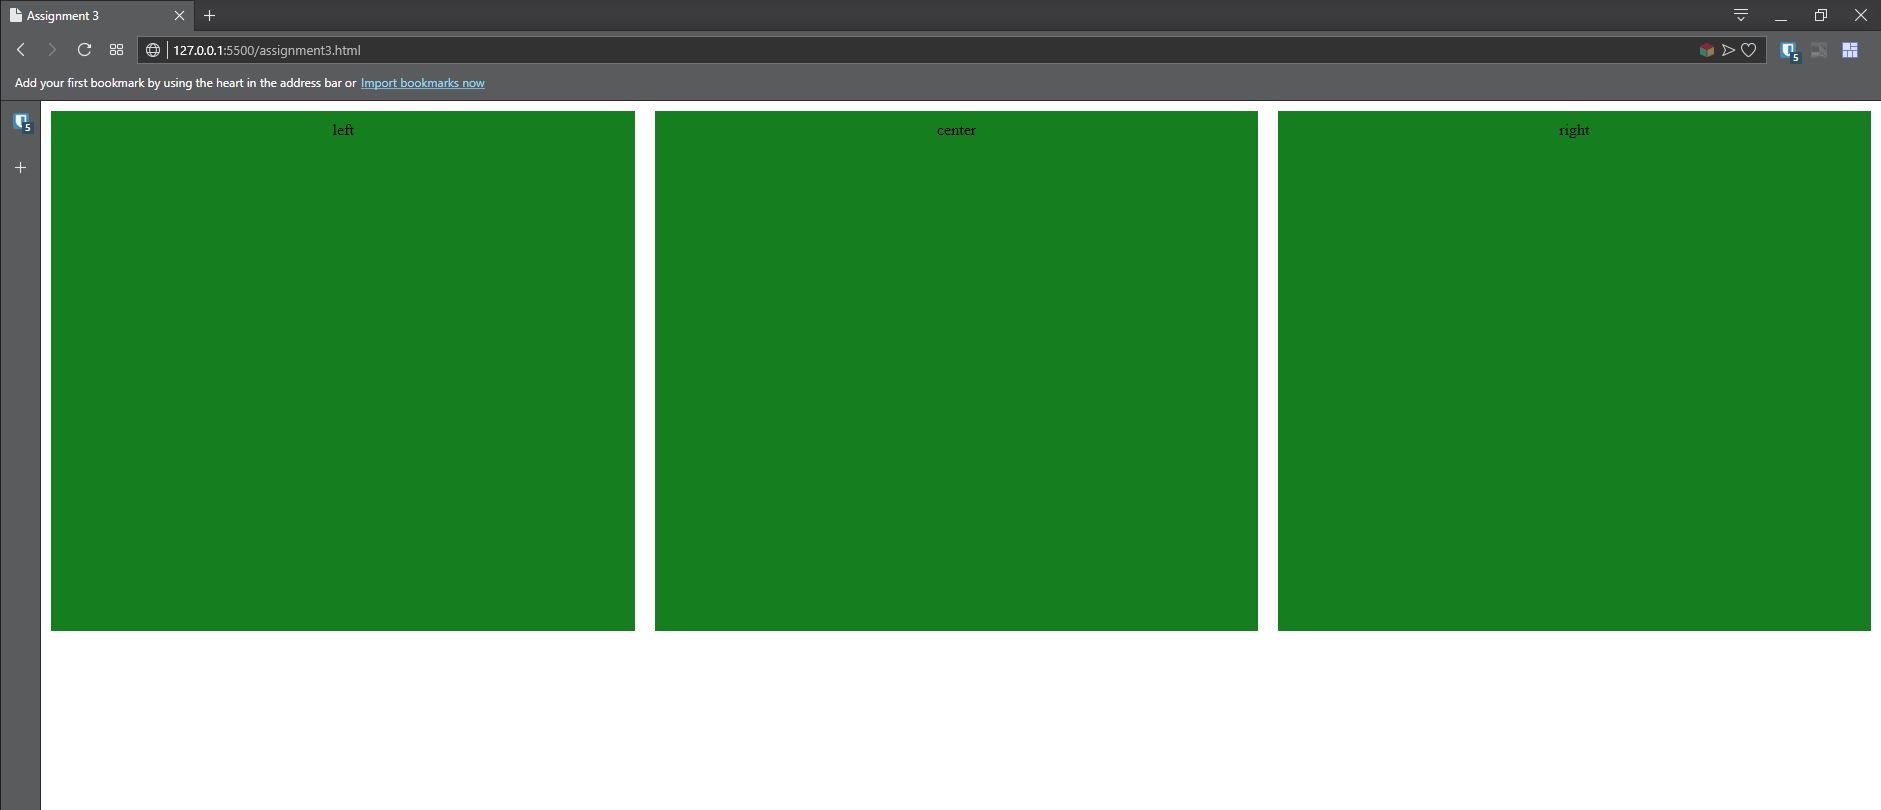 Assignment 3
127.0.0.1:5500/assignment3.html
5
Add your first bookmark by using the heart in the address bar or Import bookmarks now
5
left center right